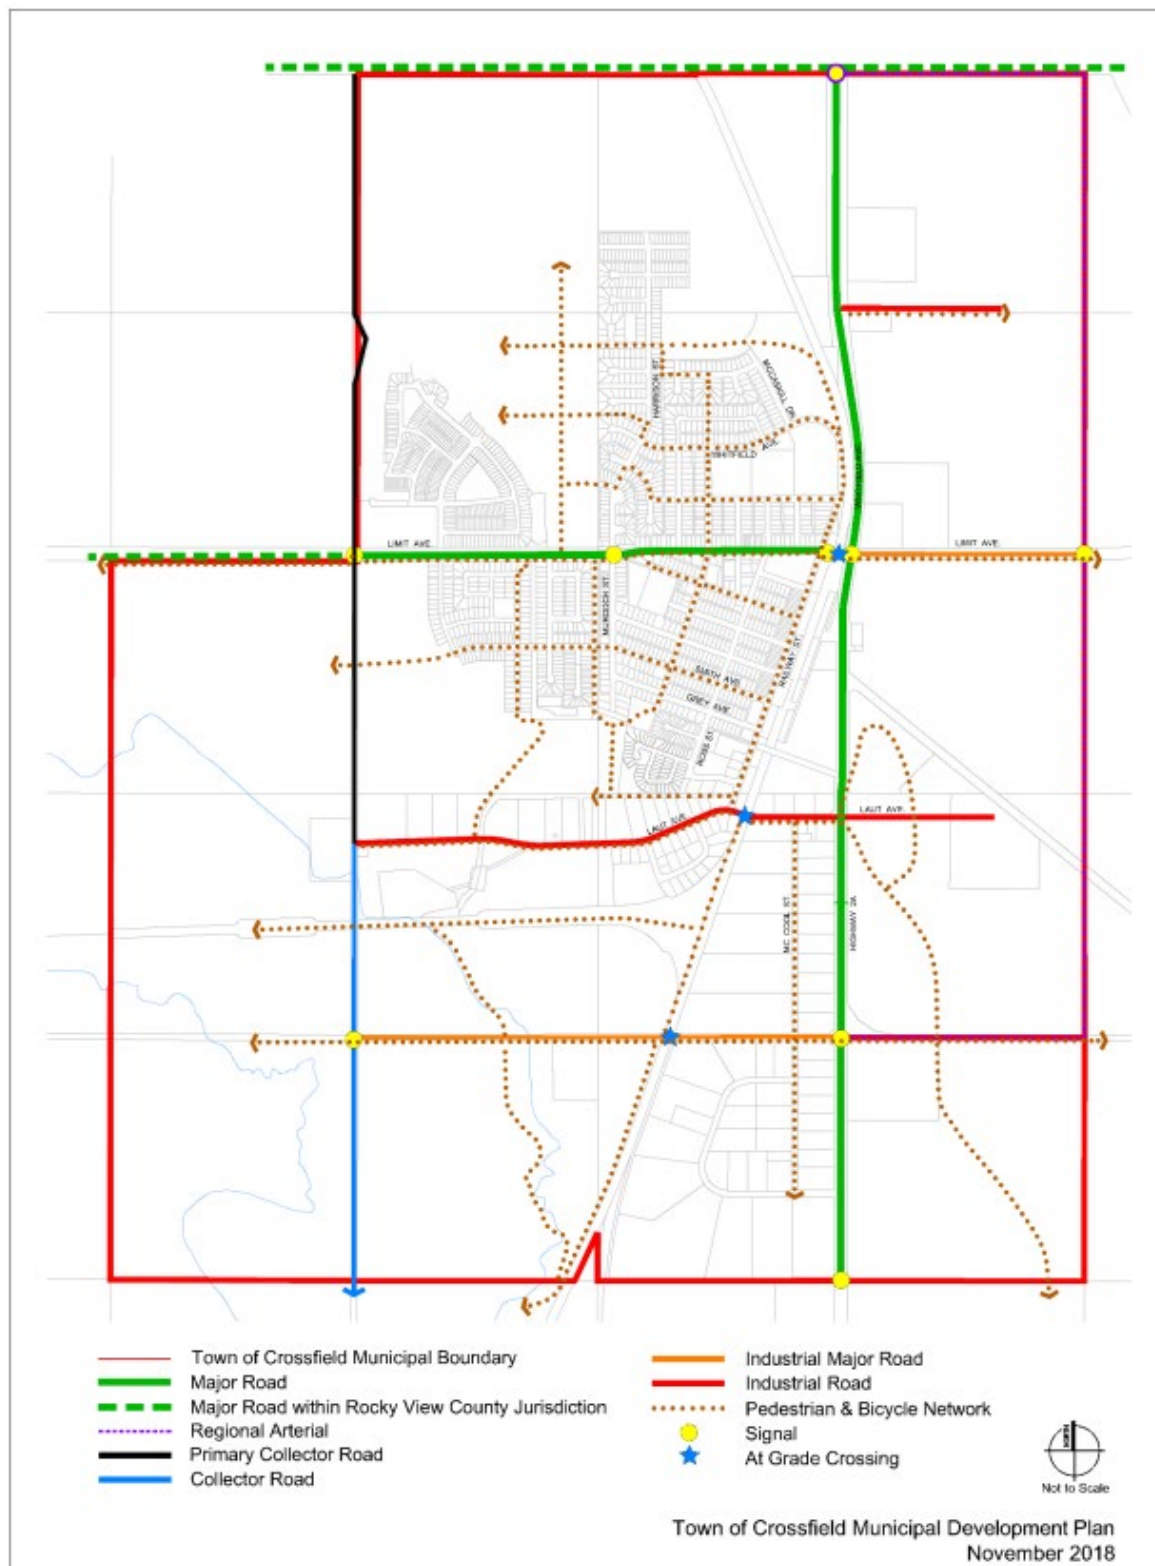 HARRISON ST.
MCCASKILL DR.
WHITFIELD AVE.
LIMIT AVE.
LIMIT AVE.
MURDOCH ST.
RAILWAY ST.
SMITH AVE.
GREY AVE.
ROSS ST.
LAUT AVE.
LAUT AVE.
MC COOL ST.
HIGHWAY 2A
Town of Crossfield Municipal Boundary
Major Road
Major Road within Rocky View County Jurisdiction
Regional Arterial
Primary Collector Road
Collector Road
Industrial Major Road
Industrial Road
Pedestrian & Bicycle Network
Signal
At Grade Crossing
NORTH
Not to Scale
Town of Crossfield Municipal Development Plan
November 2018